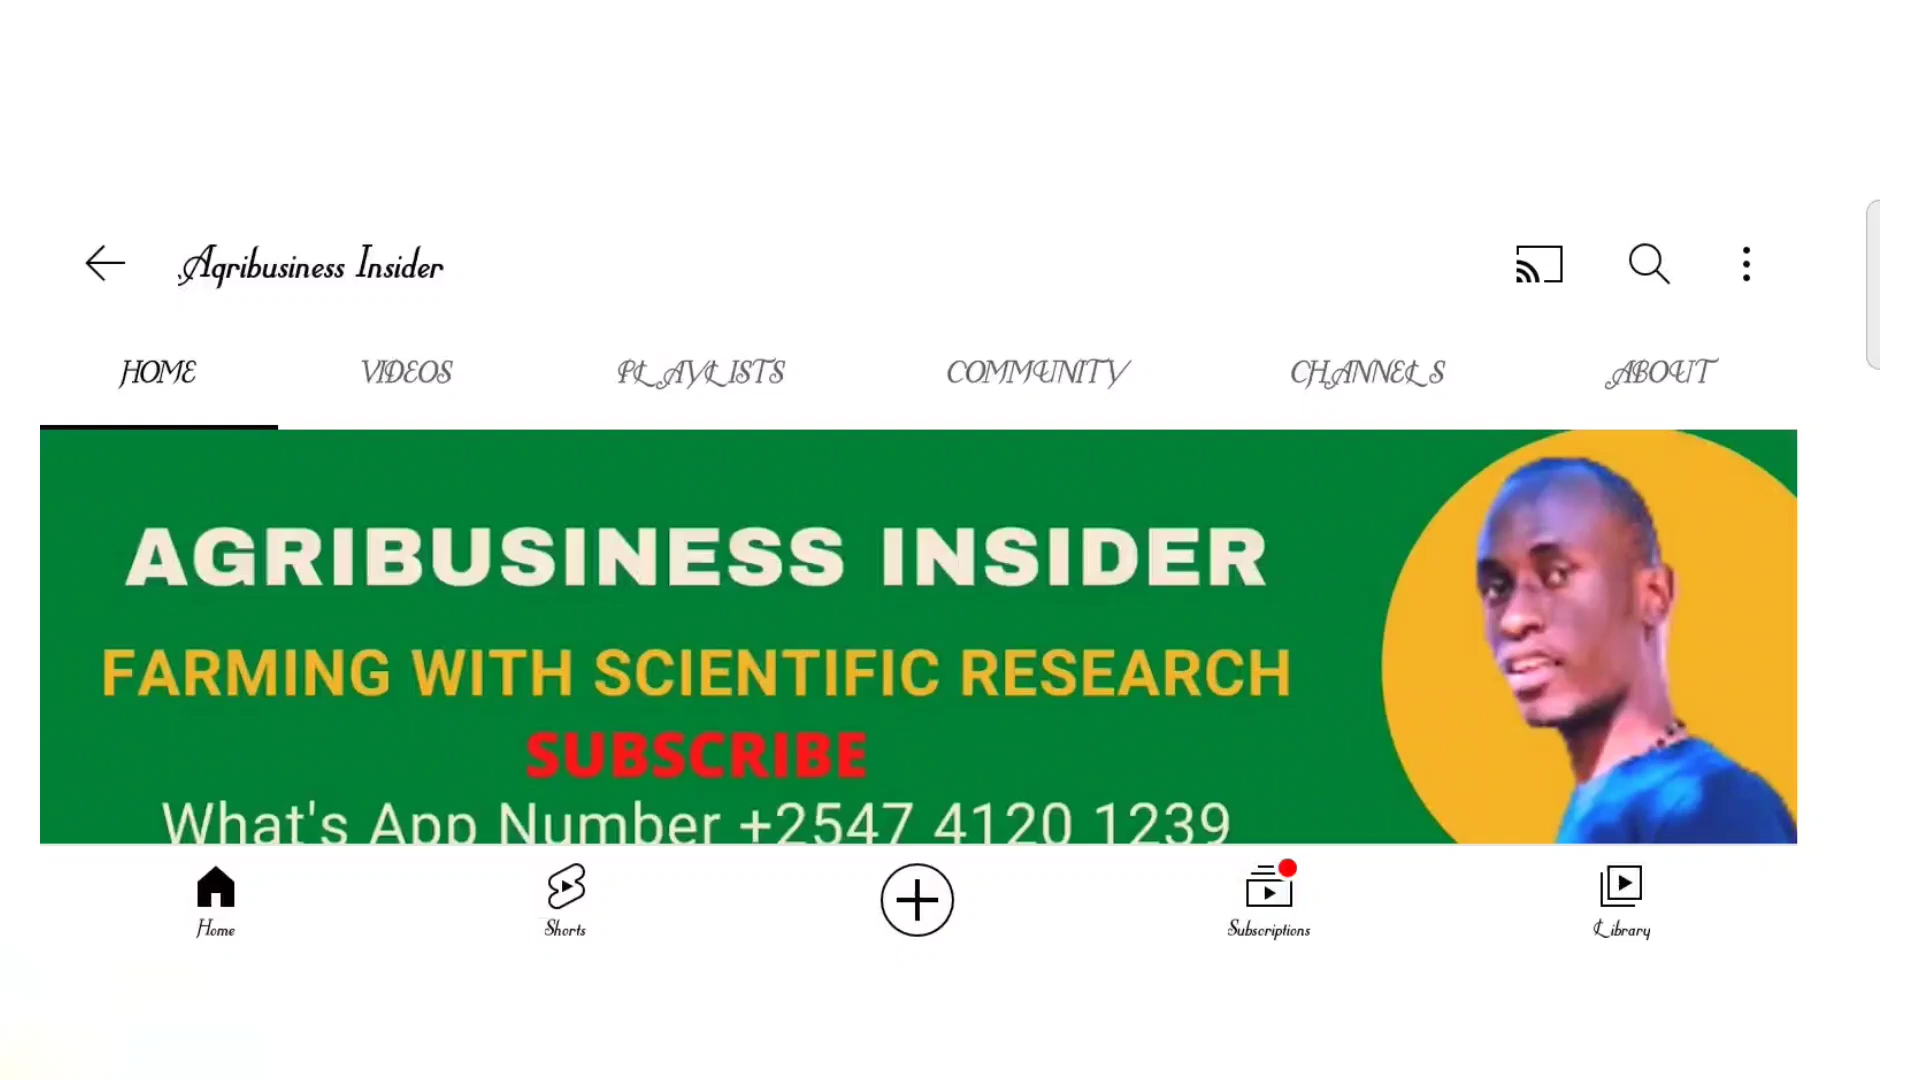 Agribusiness Insider
HOME VIDEOS PLAYLISTS COMMUNITY CHANNELS ABOUT
AGRIBUSINESS INSIDER
FARMING WITH SCIENTIFIC RESEARCH
SUBSCRIBE
What's App Number +2547 4120 1239
Home Shorts Subscriptions Library